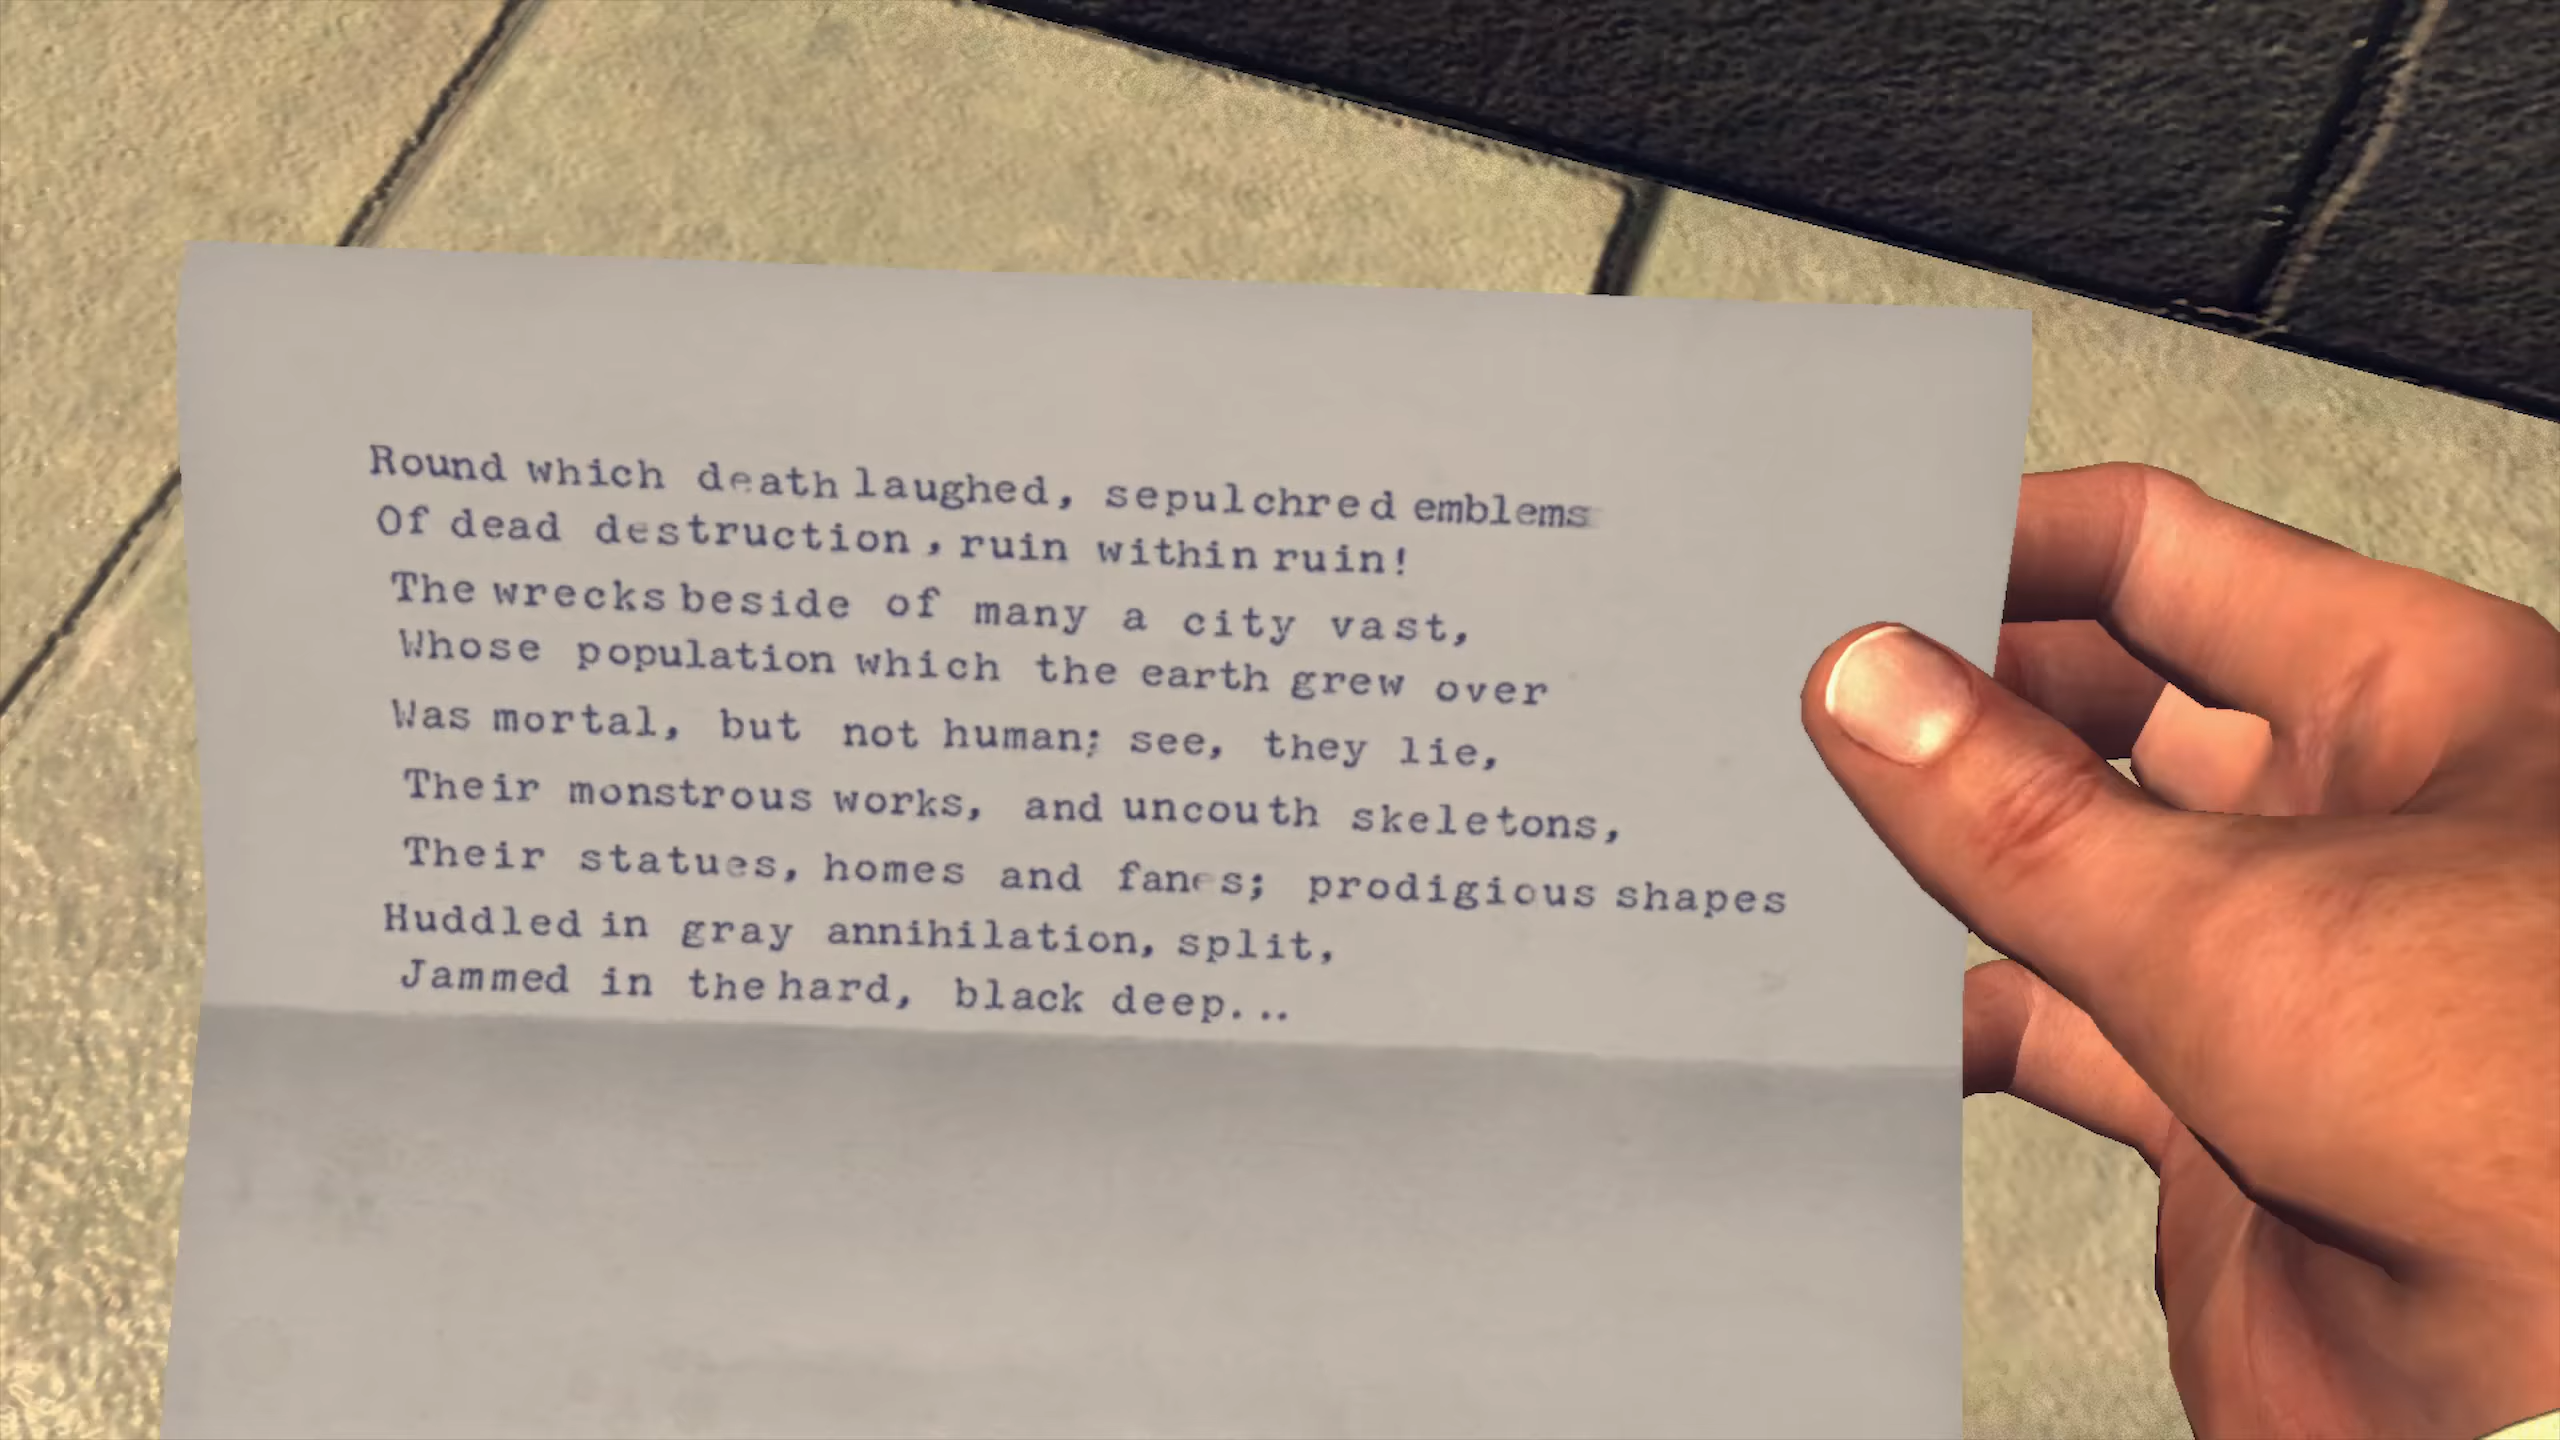 Round which death laughed, sepulchred emblems
Of dead destruction, ruin within ruin!
The wrecks beside of many a city vast,
Whose population which the earth grew over
Was mortal, but not human; see, they lie,
Their monstrous works, and uncouth skeletons,
Their statues, homes and fanes; prodigious shapes
Huddled in gray annihilation, split,
Jammed in the hard, black deep...